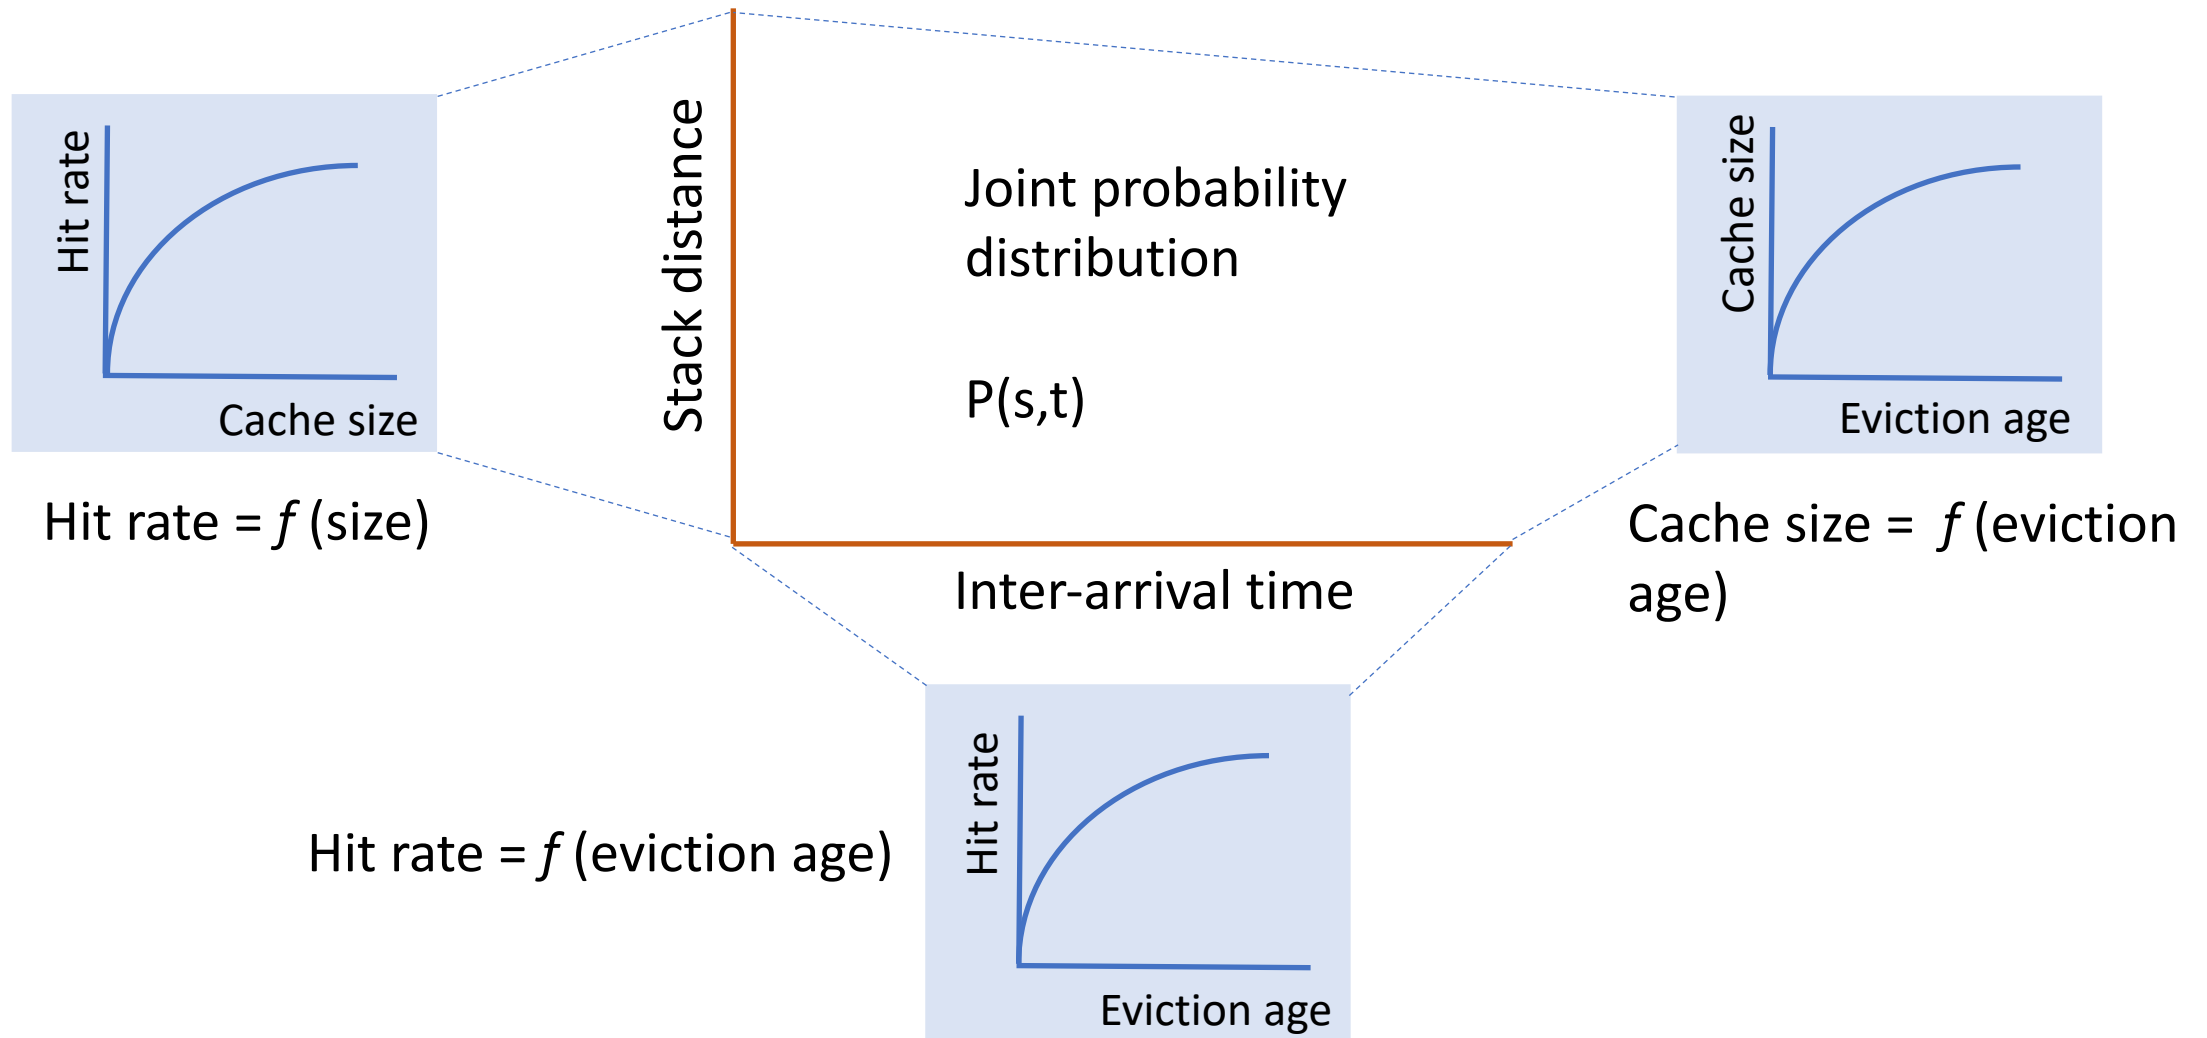 Hit rate
Cache size
Hit rate = f (size)
Stack distance
Joint probability
distribution
P(s,t)
Inter-arrival time
Cache size
Eviction age
Cache size = f (eviction
age)
Hit rate = f (eviction age)
Hit rate
Eviction age